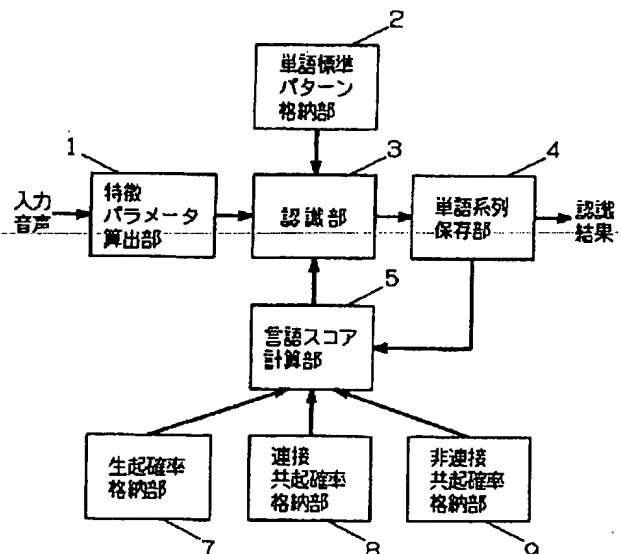 2
単語標準
パターン
格納部
1
3
4
入力
音声
特徴
パラメータ
算出部
認識部
単語系列
保存部
認識
結果
5
言語スコア
計算部
生起確率
格納部
連接
共起確率
格納部
非連接
共起確率
格納部
7
8
9